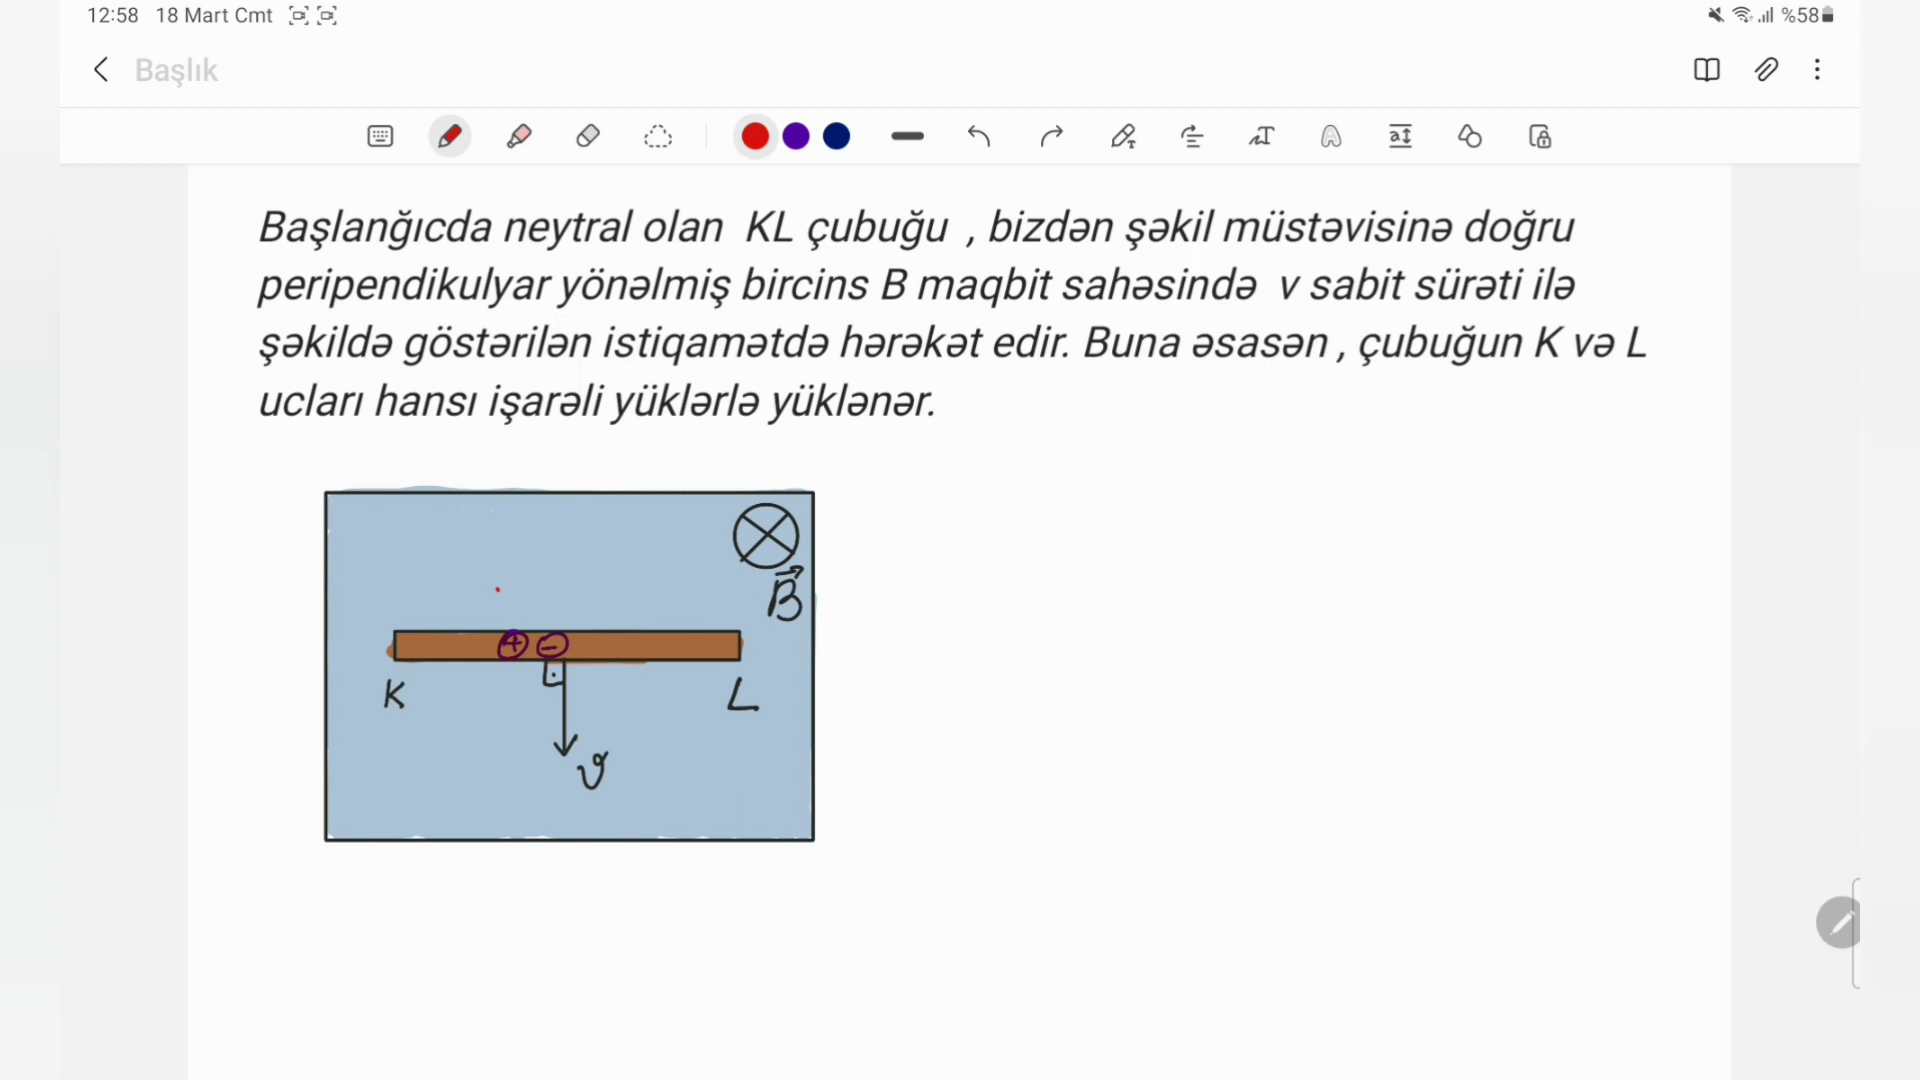 12:58 18 Mart Cmt %58
Başlık
Başlanğıcda neytral olan KL çubuğu , bizdən şəkil müstəvisinə doğru
peripendikulyar yönəlmiş bircins B maqbit sahəsində v sabit sürəti ilə
şəkildə göstərilən istiqamətdə hərəkət edir. Buna əsasən , çubuğun K və L
ucları hansı işarəli yüklərlə yüklənər.
B
+ −
K L
v